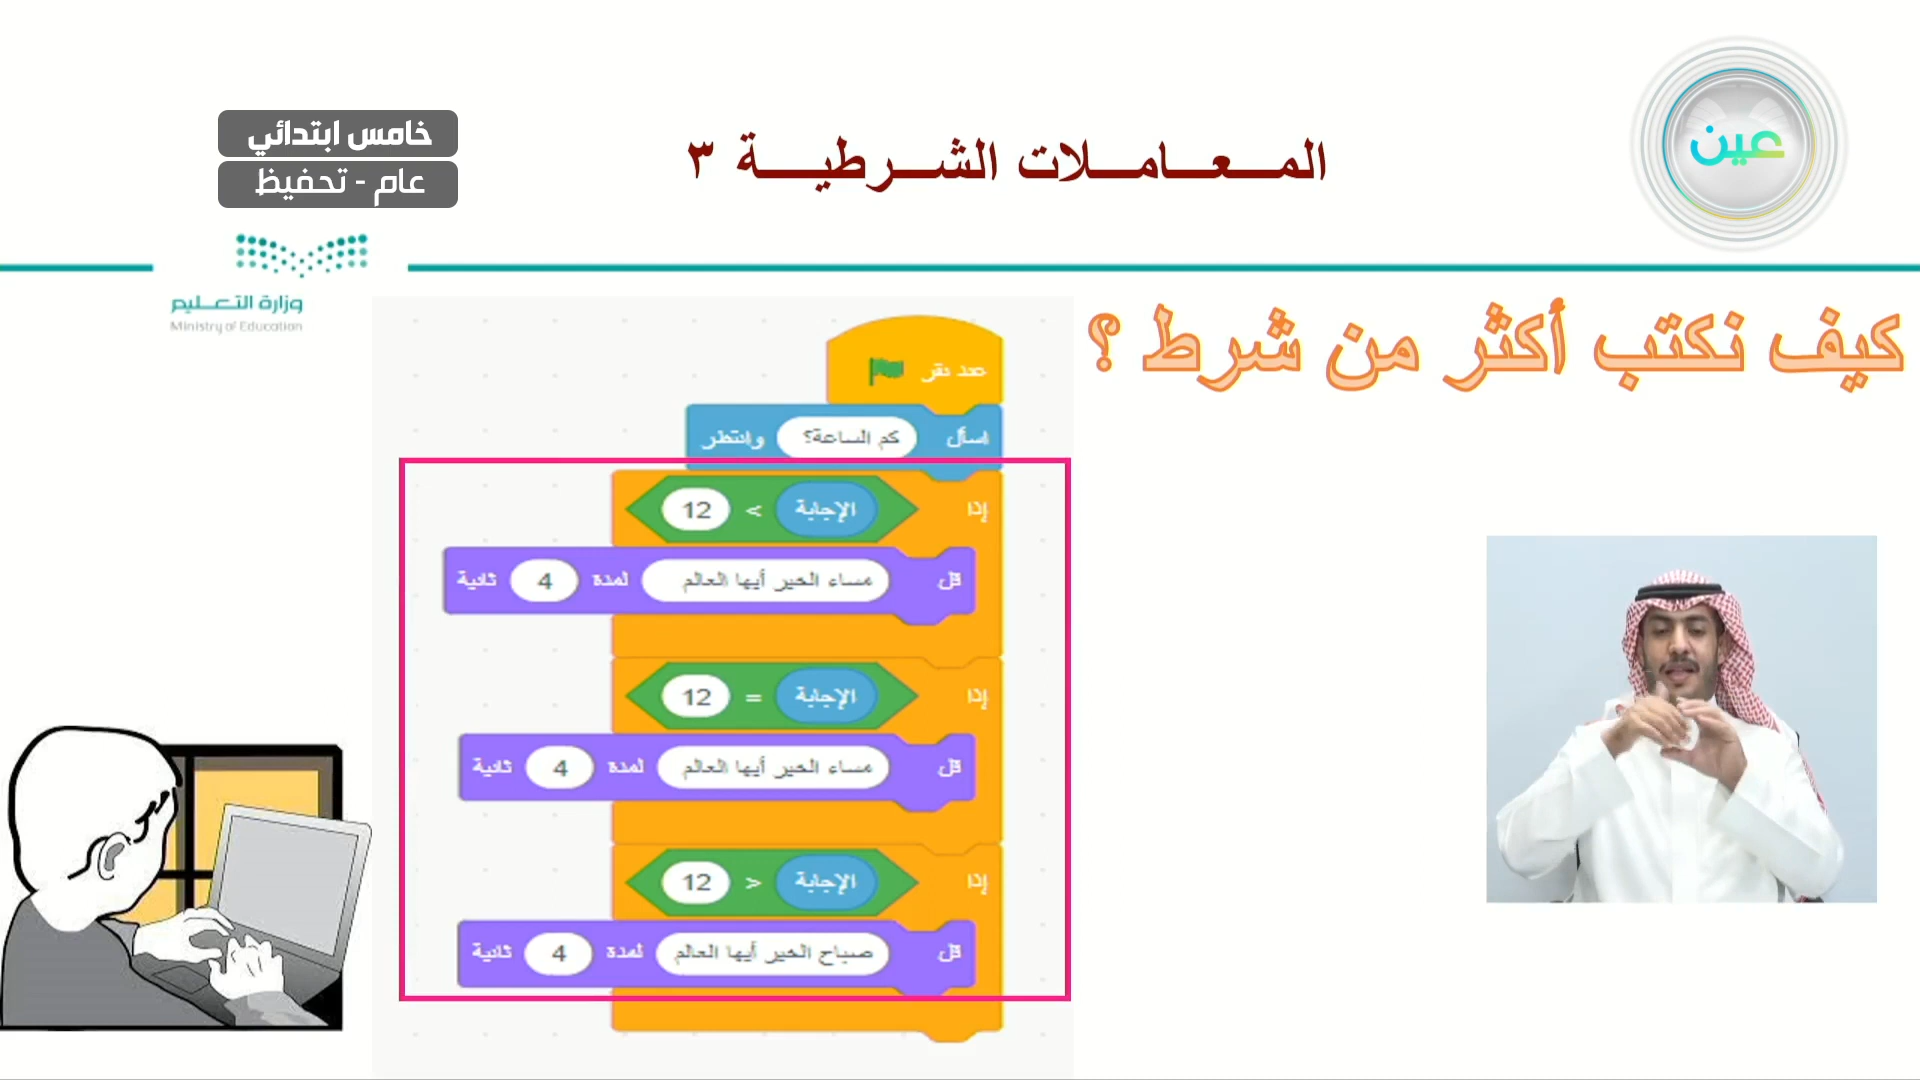 عين
المعاملات الشرطية ٣
خامس ابتدائي
عام - تحفيظ
وزارة التعليم
Ministry of Education
كيف نكتب أكثر من شرط ؟
عند نقر
اسأل كم الساعة؟ وانتظر
إذا الإجابة > 12
قل مساء الخير أيها العالم لمدة 4 ثانية
إذا الإجابة = 12
قل مساء الخير أيها العالم لمدة 4 ثانية
إذا الإجابة < 12
قل صباح الخير أيها العالم لمدة 4 ثانية